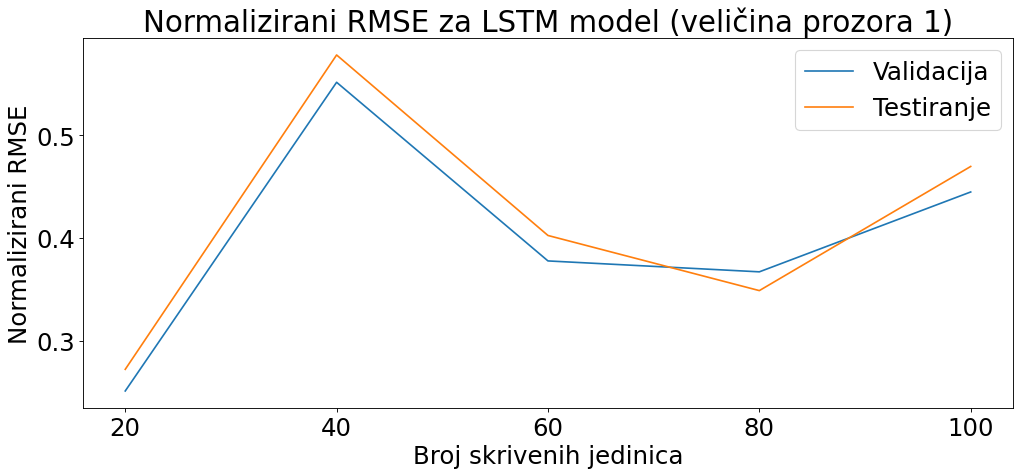 Normalizirani RMSE za LSTM model (veličina prozora 1)
Validacija
Testiranje
Normalizirani RMSE
0.5
0.4
0.3
20 40 60 80 100
Broj skrivenih jedinica